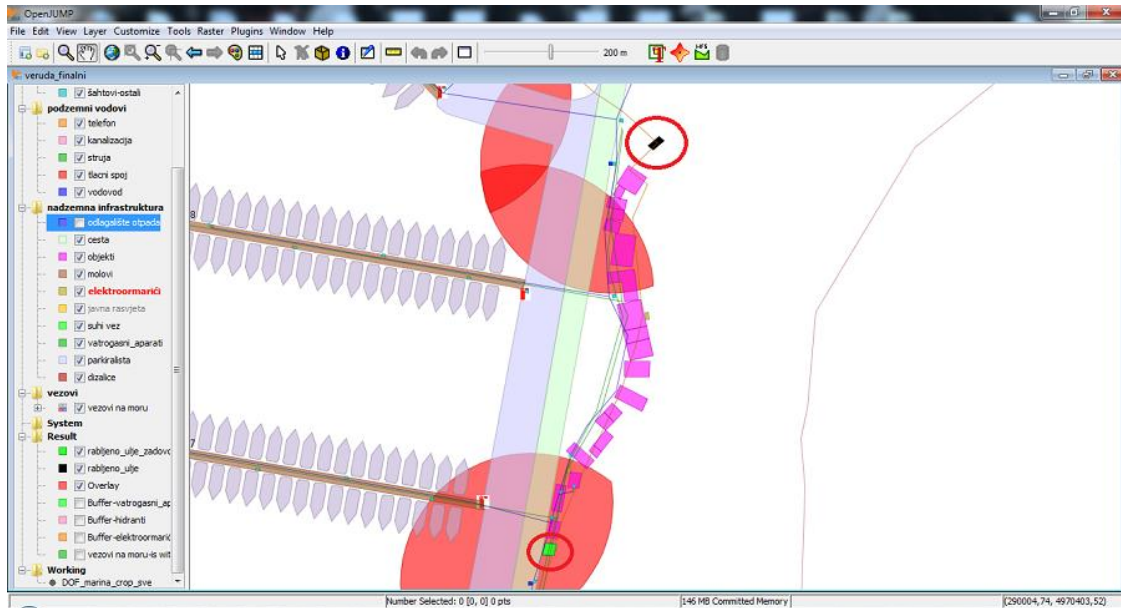 OpenJUMP
File Edit View Layer Customize Tools Raster Plugins Window Help
200 m
veruda_finalni
šahtovi-ostali
podzemni vodovi
telefon
kanalizacija
struja
tlacni spoj
vodovod
nadzemna infrastruktura
odlagalište otpada
cesta
objekti
molovi
elektroormarići
javna rasvjeta
suhi vez
vatrogasni_aparati
parkiralista
dizalice
vezovi
vezovi na moru
System
Result
rabljeno_ulje_zadovo
rabljeno_ulje
Overlay
Buffer-vatrogasni_ap
Buffer-hidranti
Buffer-elektroormarić
vezovi na moru-is wit
Working
DOF_marina_crop_sve
8
7
Number Selected: 0 [0, 0] 0 pts
146 MB Committed Memory
(290004,74, 4970403,52)